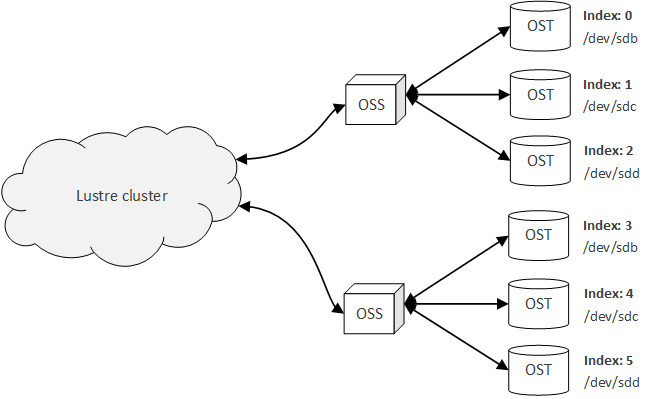 OST
Index: 0
/dev/sdb
OSS
OST
Index: 1
/dev/sdc
OST
Index: 2
/dev/sdd
Lustre cluster
OST
Index: 3
/dev/sdb
OSS
OST
Index: 4
/dev/sdc
OST
Index: 5
/dev/sdd